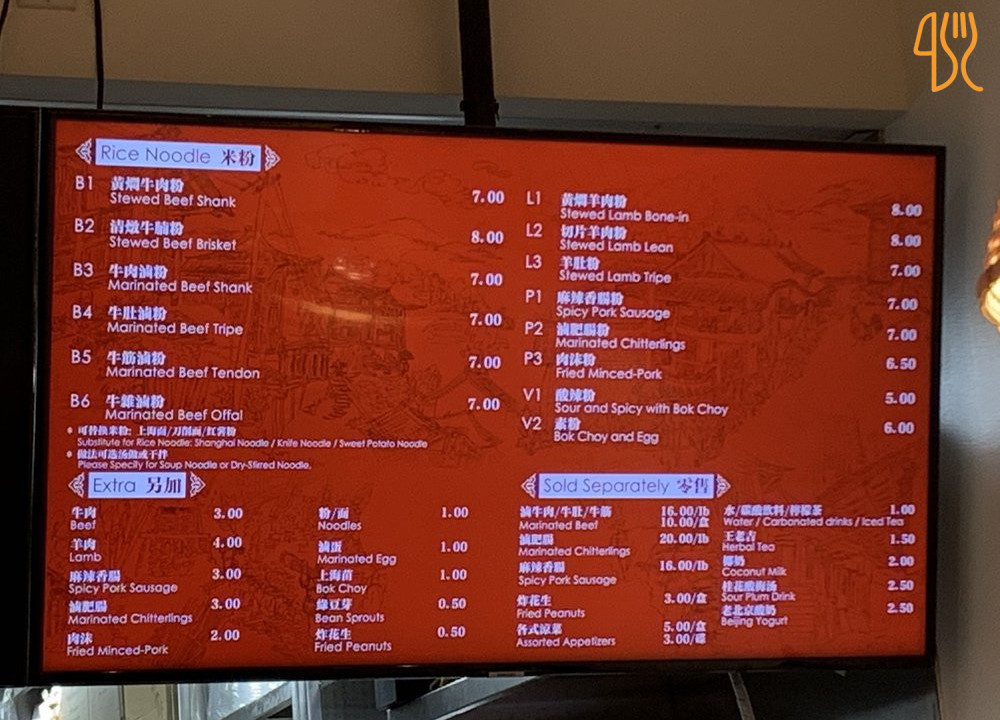 Rice Noodle 米粉
B1 黃燜牛肉粉 7.00
Stewed Beef Shank
B2 清燉牛腩粉 8.00
Stewed Beef Brisket
B3 牛肉滷粉 7.00
Marinated Beef Shank
B4 牛肚滷粉 7.00
Marinated Beef Tripe
B5 牛筋滷粉 7.00
Marinated Beef Tendon
B6 牛雜滷粉 7.00
Marinated Beef Offal
* 可替换米粉: 上海面/刀削面/红薯粉
Substitute for Rice Noodle: Shanghai Noodle / Knife Noodle / Sweet Potato Noodle
* 做法可选汤做或干拌
Please Specify for Soup Noodle or Dry-Stirred Noodle.
L1 黃燜羊肉粉 8.00
Stewed Lamb Bone-in
L2 切片羊肉粉 8.00
Stewed Lamb Lean
L3 羊肚粉 7.00
Stewed Lamb Tripe
P1 麻辣香腸粉 7.00
Spicy Pork Sausage
P2 滷肥腸粉 7.00
Marinated Chitterlings
P3 肉沫粉 6.50
Fried Minced-Pork
V1 酸辣粉 5.00
Sour and Spicy with Bok Choy
V2 素粉 6.00
Bok Choy and Egg
Extra 另加
牛肉 3.00
Beef
羊肉 4.00
Lamb
麻辣香腸 3.00
Spicy Pork Sausage
滷肥腸 3.00
Marinated Chitterlings
肉沫 2.00
Fried Minced-Pork
粉/面 1.00
Noodles
滷蛋 1.00
Marinated Egg
上海苗 1.00
Bok Choy
綠豆芽 0.50
Bean Sprouts
炸花生 0.50
Fried Peanuts
Sold Separately 零售
滷牛肉/牛肚/牛筋 16.00/lb
Marinated Beef 10.00/盒
滷肥腸 20.00/lb
Marinated Chitterlings
麻辣香腸 16.00/lb
Spicy Pork Sausage
炸花生 3.00/盒
Fried Peanuts
各式涼菜 5.00/盒
Assorted Appetizers 3.00/碟
水/碳酸飲料/檸檬茶 1.00
Water / Carbonated drinks / Iced Tea
王老吉 1.50
Herbal Tea
椰奶 2.00
Coconut Milk
桂花酸梅汤 2.50
Sour Plum Drink
老北京酸奶 2.50
Beijing Yogurt